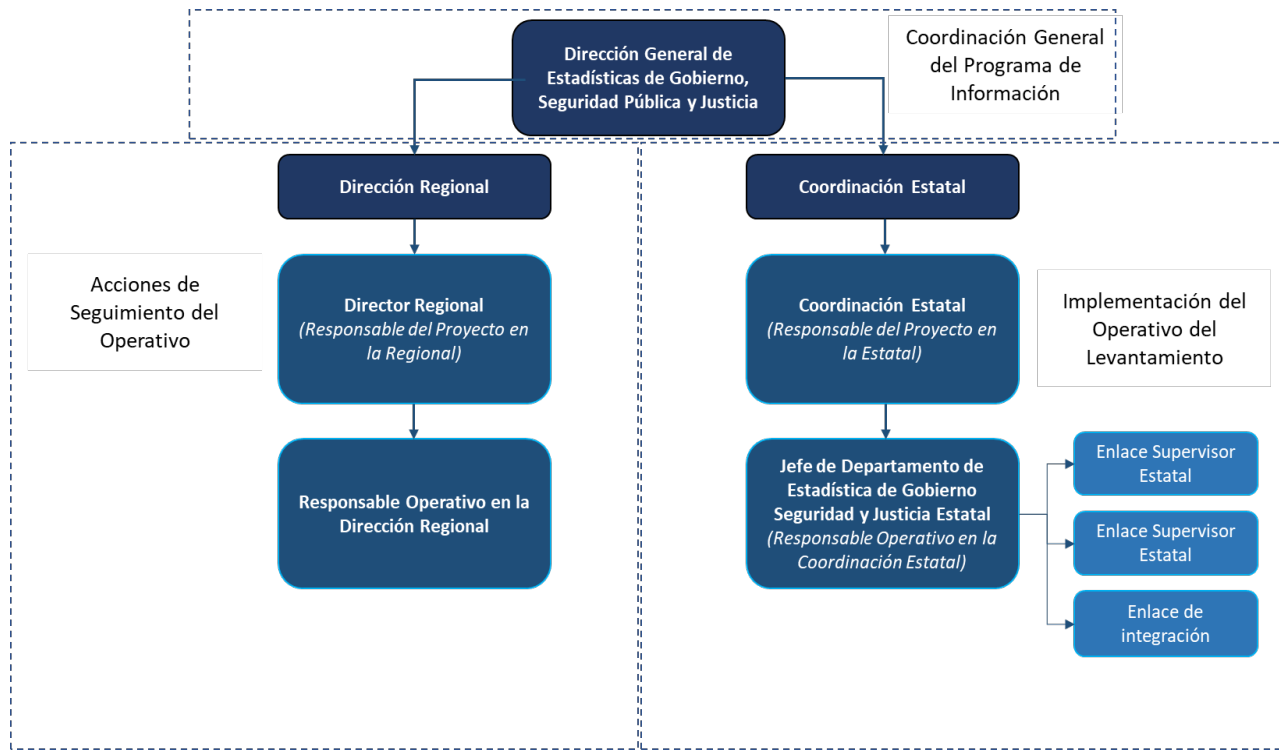 Dirección General de
Estadísticas de Gobierno,
Seguridad Pública y Justicia
Coordinación General
del Programa de
Información
Dirección Regional
Coordinación Estatal
Acciones de
Seguimiento del
Operativo
Director Regional
(Responsable del Proyecto en
la Regional)
Coordinación Estatal
(Responsable del Proyecto en
la Estatal)
Implementación del
Operativo del
Levantamiento
Responsable Operativo en la
Dirección Regional
Jefe de Departamento de
Estadística de Gobierno
Seguridad y Justicia Estatal
(Responsable Operativo en la
Coordinación Estatal)
Enlace Supervisor
Estatal
Enlace Supervisor
Estatal
Enlace de
integración